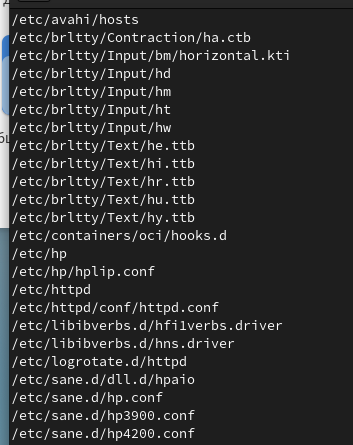 /etc/avahi/hosts
/etc/brltty/Contraction/ha.ctb
/etc/brltty/Input/bm/horizontal.kti
/etc/brltty/Input/hd
/etc/brltty/Input/hm
/etc/brltty/Input/ht
/etc/brltty/Input/hw
/etc/brltty/Text/he.ttb
/etc/brltty/Text/hi.ttb
/etc/brltty/Text/hr.ttb
/etc/brltty/Text/hu.ttb
/etc/brltty/Text/hy.ttb
/etc/containers/oci/hooks.d
/etc/hp
/etc/hp/hplip.conf
/etc/httpd
/etc/httpd/conf/httpd.conf
/etc/libibverbs.d/hfi1verbs.driver
/etc/libibverbs.d/hns.driver
/etc/logrotate.d/httpd
/etc/sane.d/dll.d/hpaio
/etc/sane.d/hp.conf
/etc/sane.d/hp3900.conf
/etc/sane.d/hp4200.conf